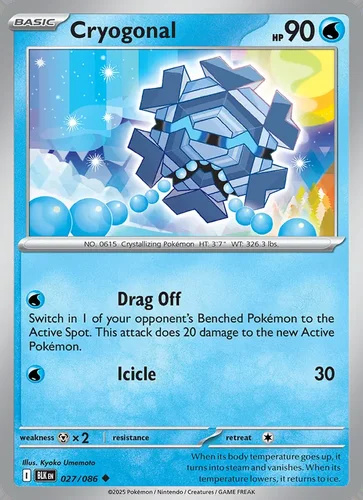 BASIC
Cryogonal
HP 90
NO. 0615 Crystallizing Pokémon HT: 3'7" WT: 326.3 lbs.
Drag Off
Switch in 1 of your opponent's Benched Pokémon to
the Active Spot. This attack does 20 damage to the new Active
Pokémon.
Icicle 30
weakness ×2 resistance retreat
Illus. Kyoko Umemoto
I BLK EN 027/086
©2025 Pokémon / Nintendo / Creatures / GAME FREAK
When its body temperature goes up, it
turns into steam and vanishes. When its
temperature lowers, it returns to ice.